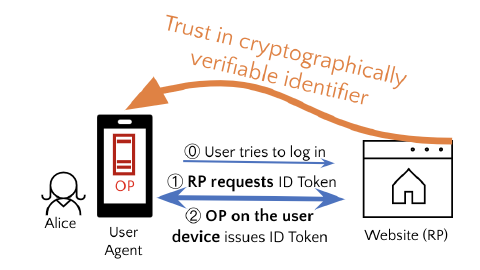 Trust in cryptographically
verifiable identifier
⓪ User tries to log in
① RP requests ID Token
OP
② OP on the user
device issues ID Token
Alice
User
Agent
Website (RP)